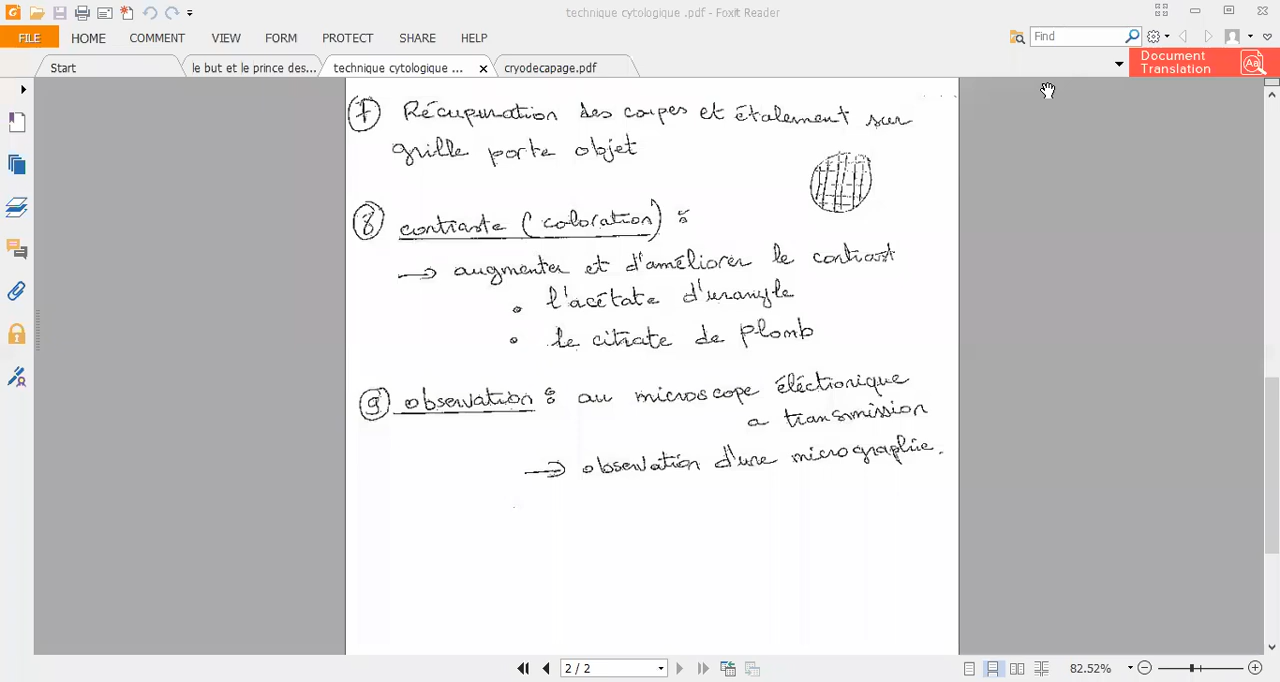 technique cytologique .pdf - Foxit Reader
FILE HOME COMMENT VIEW FORM PROTECT SHARE HELP
Find
Start
le but et le prince des...
technique cytologique ...
cryodecapage.pdf
Document
Translation
7 Récuperation des coupes et étalement sur
grille porte objet
8 contraste (coloration) :
→ augmenter et d'améliorer le contrast
• l'acétate d'uranyle
• le citrate de plomb
9 observation : au microscope éléctronique
a transmission
→ observation d'une micrographie.
2 / 2
82.52%